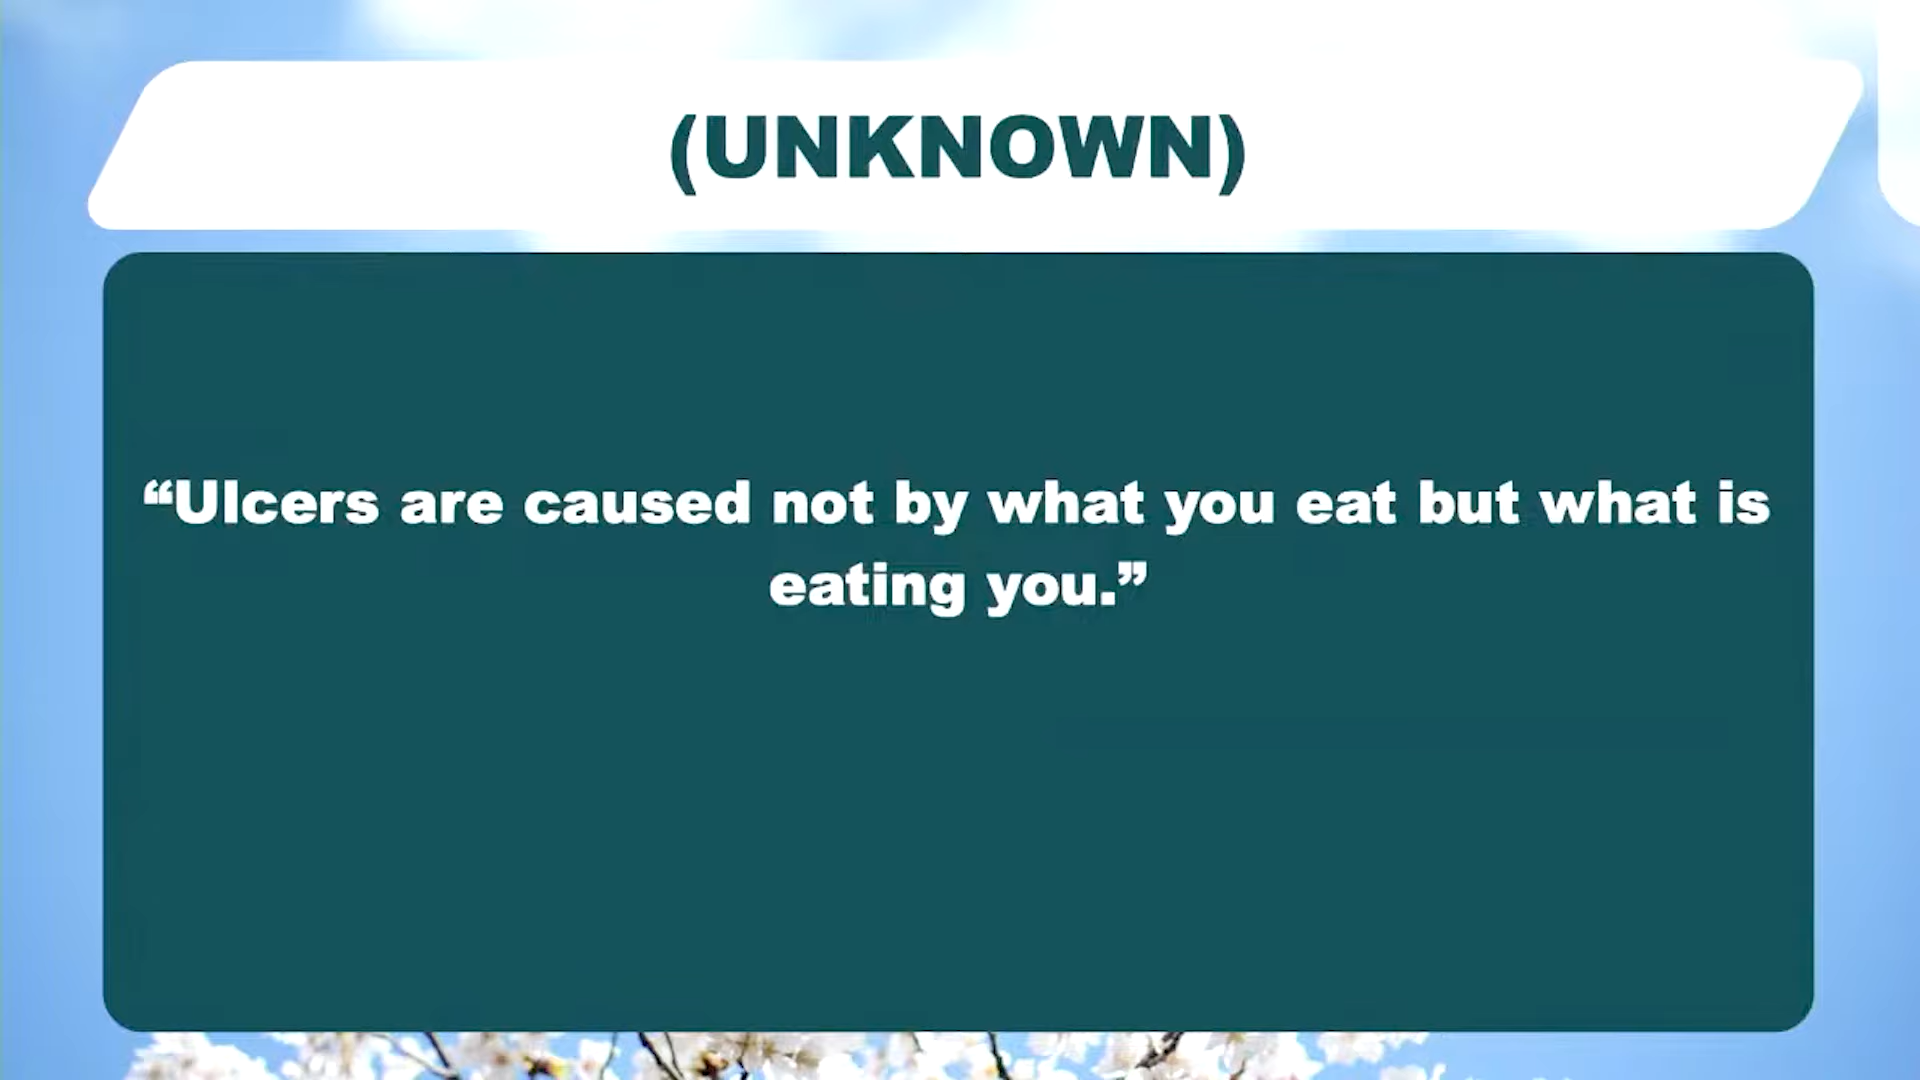 (UNKNOWN)
“Ulcers are caused not by what you eat but what is
eating you.”